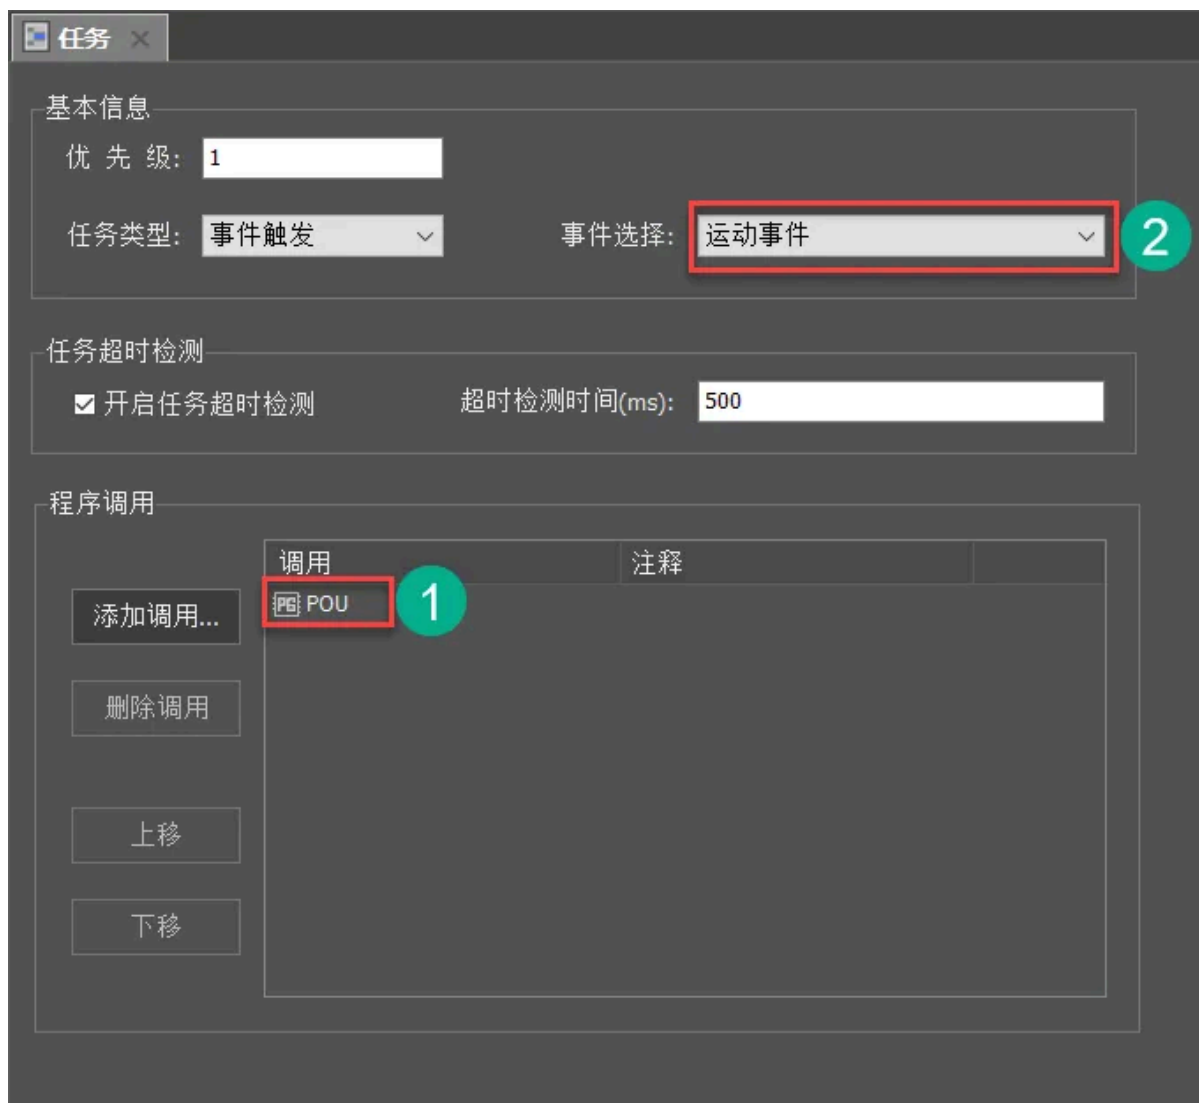 任务
基本信息
优 先 级: 1
任务类型: 事件触发 事件选择: 运动事件 2
任务超时检测
开启任务超时检测 超时检测时间(ms): 500
程序调用
调用 注释
添加调用... PG POU 1
删除调用
上移
下移